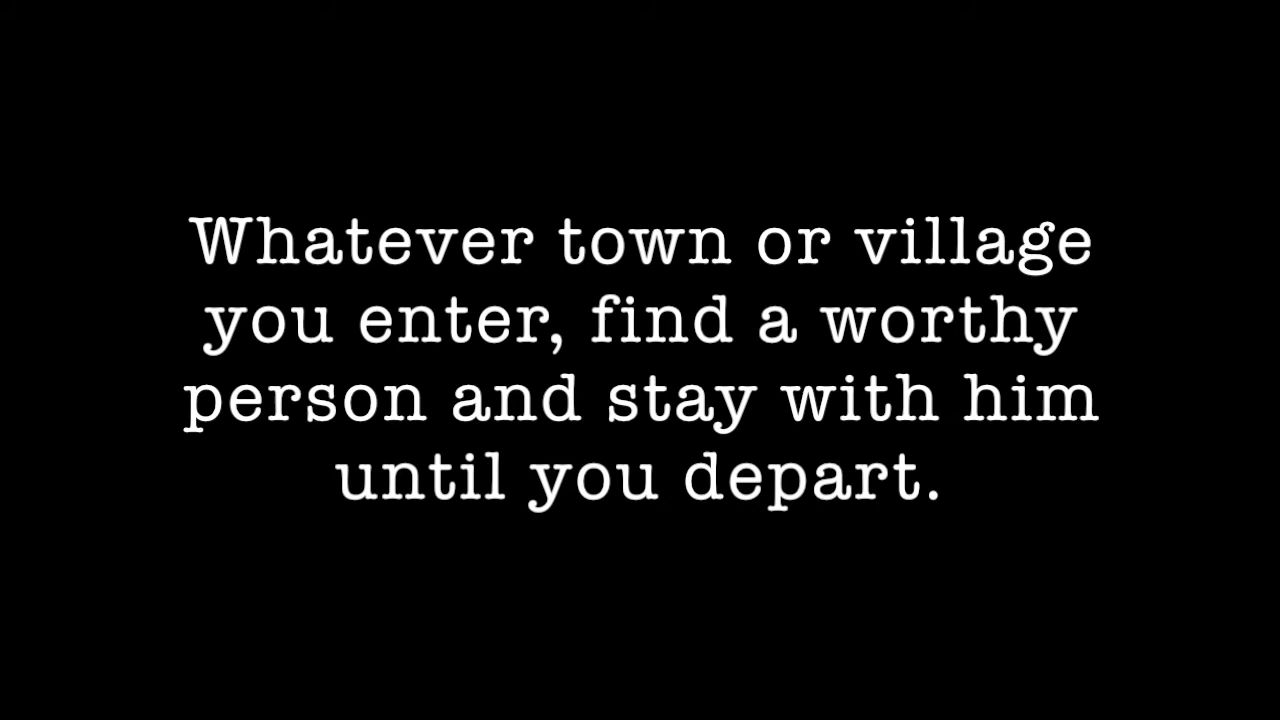 Whatever town or village
you enter, find a worthy
person and stay with him
until you depart.